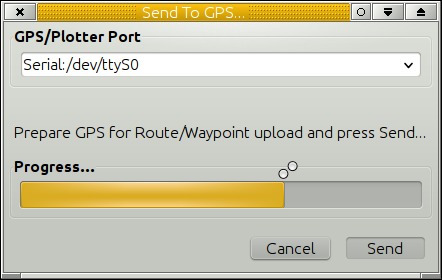 Send To GPS...
GPS/Plotter Port
Serial:/dev/ttyS0
Prepare GPS for Route/Waypoint upload and press Send...
Progress...
Cancel
Send